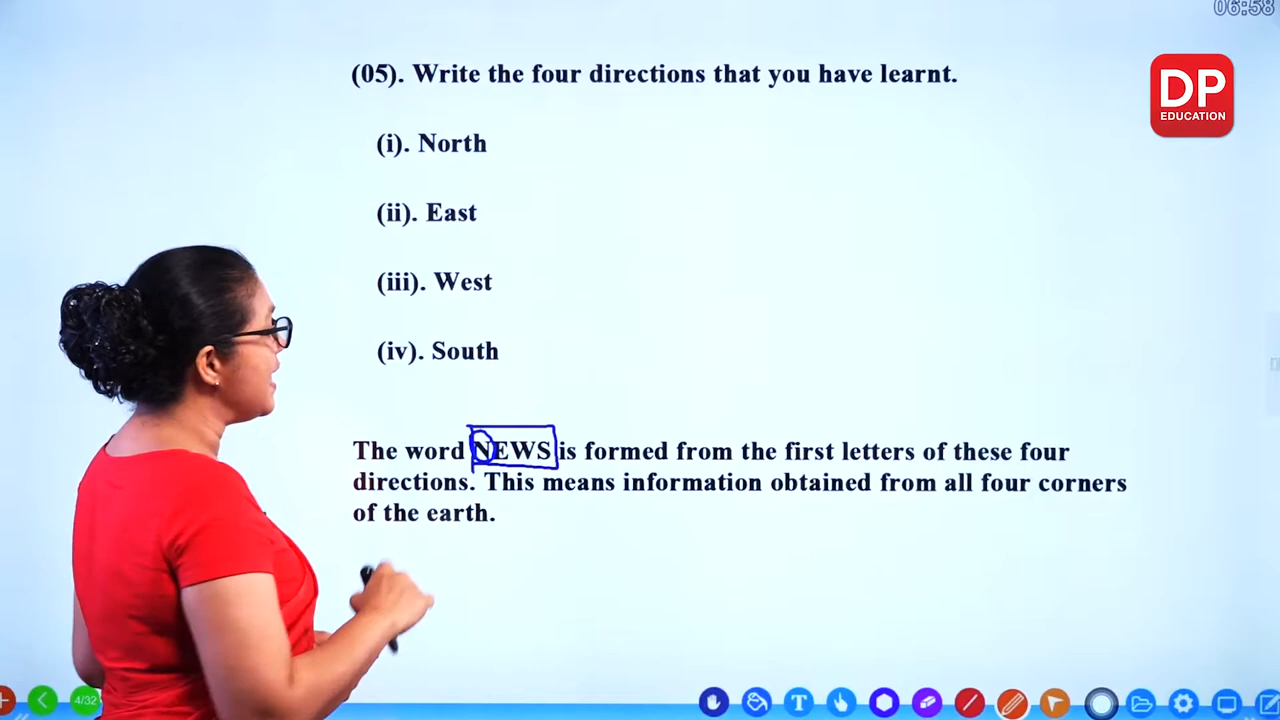 06:58
(05). Write the four directions that you have learnt.
DP
EDUCATION
(i). North
(ii). East
(iii). West
(iv). South
The word NEWS is formed from the first letters of these four
directions. This means information obtained from all four corners
of the earth.
4/32
T